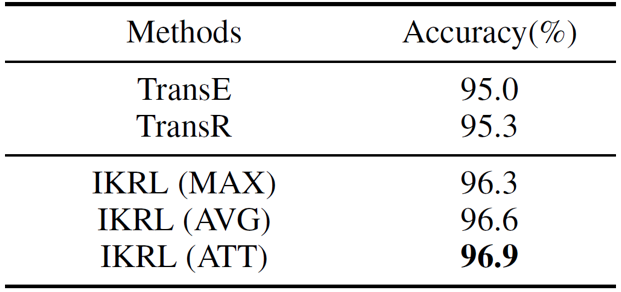 Methods Accuracy(%)
TransE 95.0
TransR 95.3
IKRL (MAX) 96.3
IKRL (AVG) 96.6
IKRL (ATT) 96.9